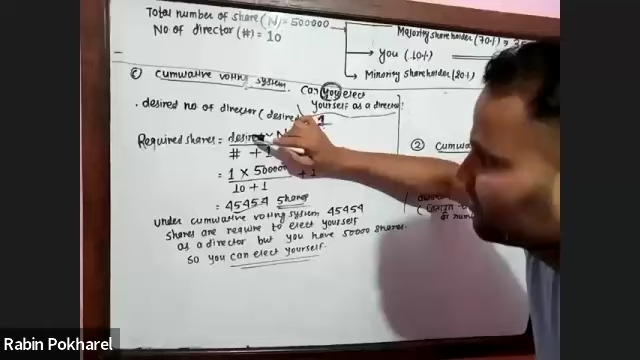 Total number of share (N) = 500000
No of director (#) = 10
Majority shareholder (70%) =
You (10%)
Minority shareholder (20%)
© cumulative voting system. Can you elect
yourself as a director?
. desired no of director (desired = 1
Required shares = desired × N
# + 1
= 1 × 500000 + 1
10 + 1
= 45454 shares
under cumulative voting system 45454
shares are require to elect yourself
as a director but you have 50000 shares.
so you can elect yourself.
②
Rabin Pokharel